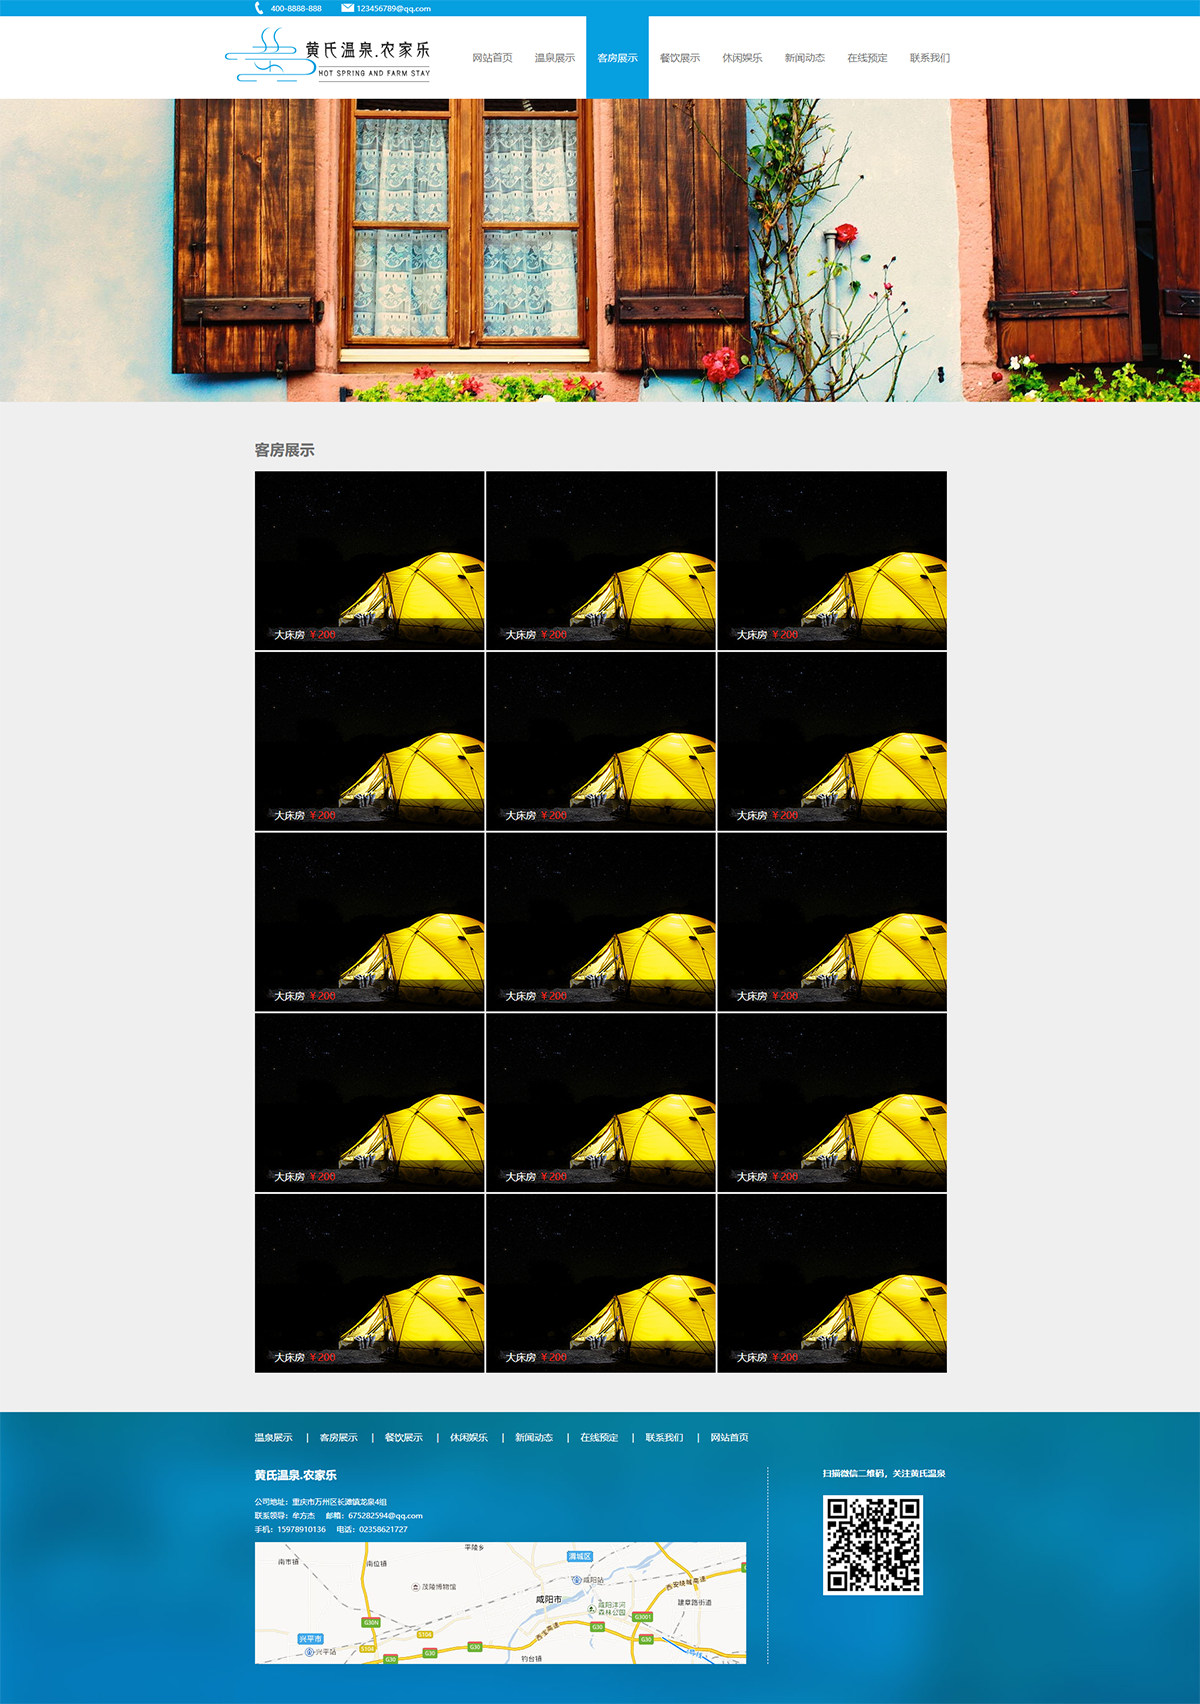 400-8888-888 123456789@qq.com
黄氏温泉.农家乐
HOT SPRING AND FARM STAY
网站首页 温泉展示 客房展示 餐饮展示 休闲娱乐 新闻动态 在线预定 联系我们
客房展示
大床房 ￥200 大床房 ￥200 大床房 ￥200
大床房 ￥200 大床房 ￥200 大床房 ￥200
大床房 ￥200 大床房 ￥200 大床房 ￥200
大床房 ￥200 大床房 ￥200 大床房 ￥200
大床房 ￥200 大床房 ￥200 大床房 ￥200
温泉展示 | 客房展示 | 餐饮展示 | 休闲娱乐 | 新闻动态 | 在线预定 | 联系我们 | 网站首页
黄氏温泉.农家乐
扫描微信二维码，关注黄氏温泉
公司地址：重庆市万州区长滩镇龙泉4组
联系领导：牟方杰 邮箱：675282594@qq.com
手机：15978910136 电话：02358621727
平陵乡
渭城区
南市镇
南位镇
茂陵博物馆
咸阳站
西安绕城高速
咸阳市
建章路街道
咸阳洋河
森林公园
G3001
G30N
G30
S104
西宝高速
G30
兴平市
兴平站
S104
G30
G30
G30
钓台镇